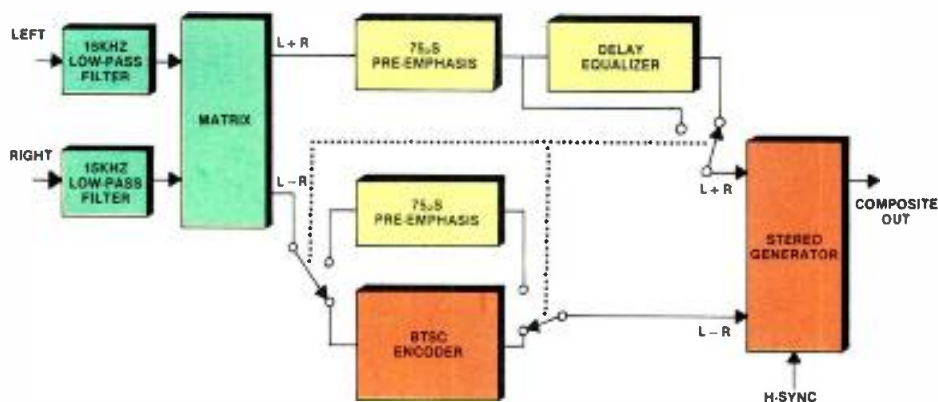 LEFT
15KHZ
LOW-PASS
FILTER
MATRIX
L+R
75µS
PRE-EMPHASIS
DELAY
EQUALIZER
RIGHT
15KHZ
LOW-PASS
FILTER
L−R
75µS
PRE-EMPHASIS
BTSC
ENCODER
L+R
STEREO
GENERATOR
COMPOSITE
OUT
L−R
H-SYNC